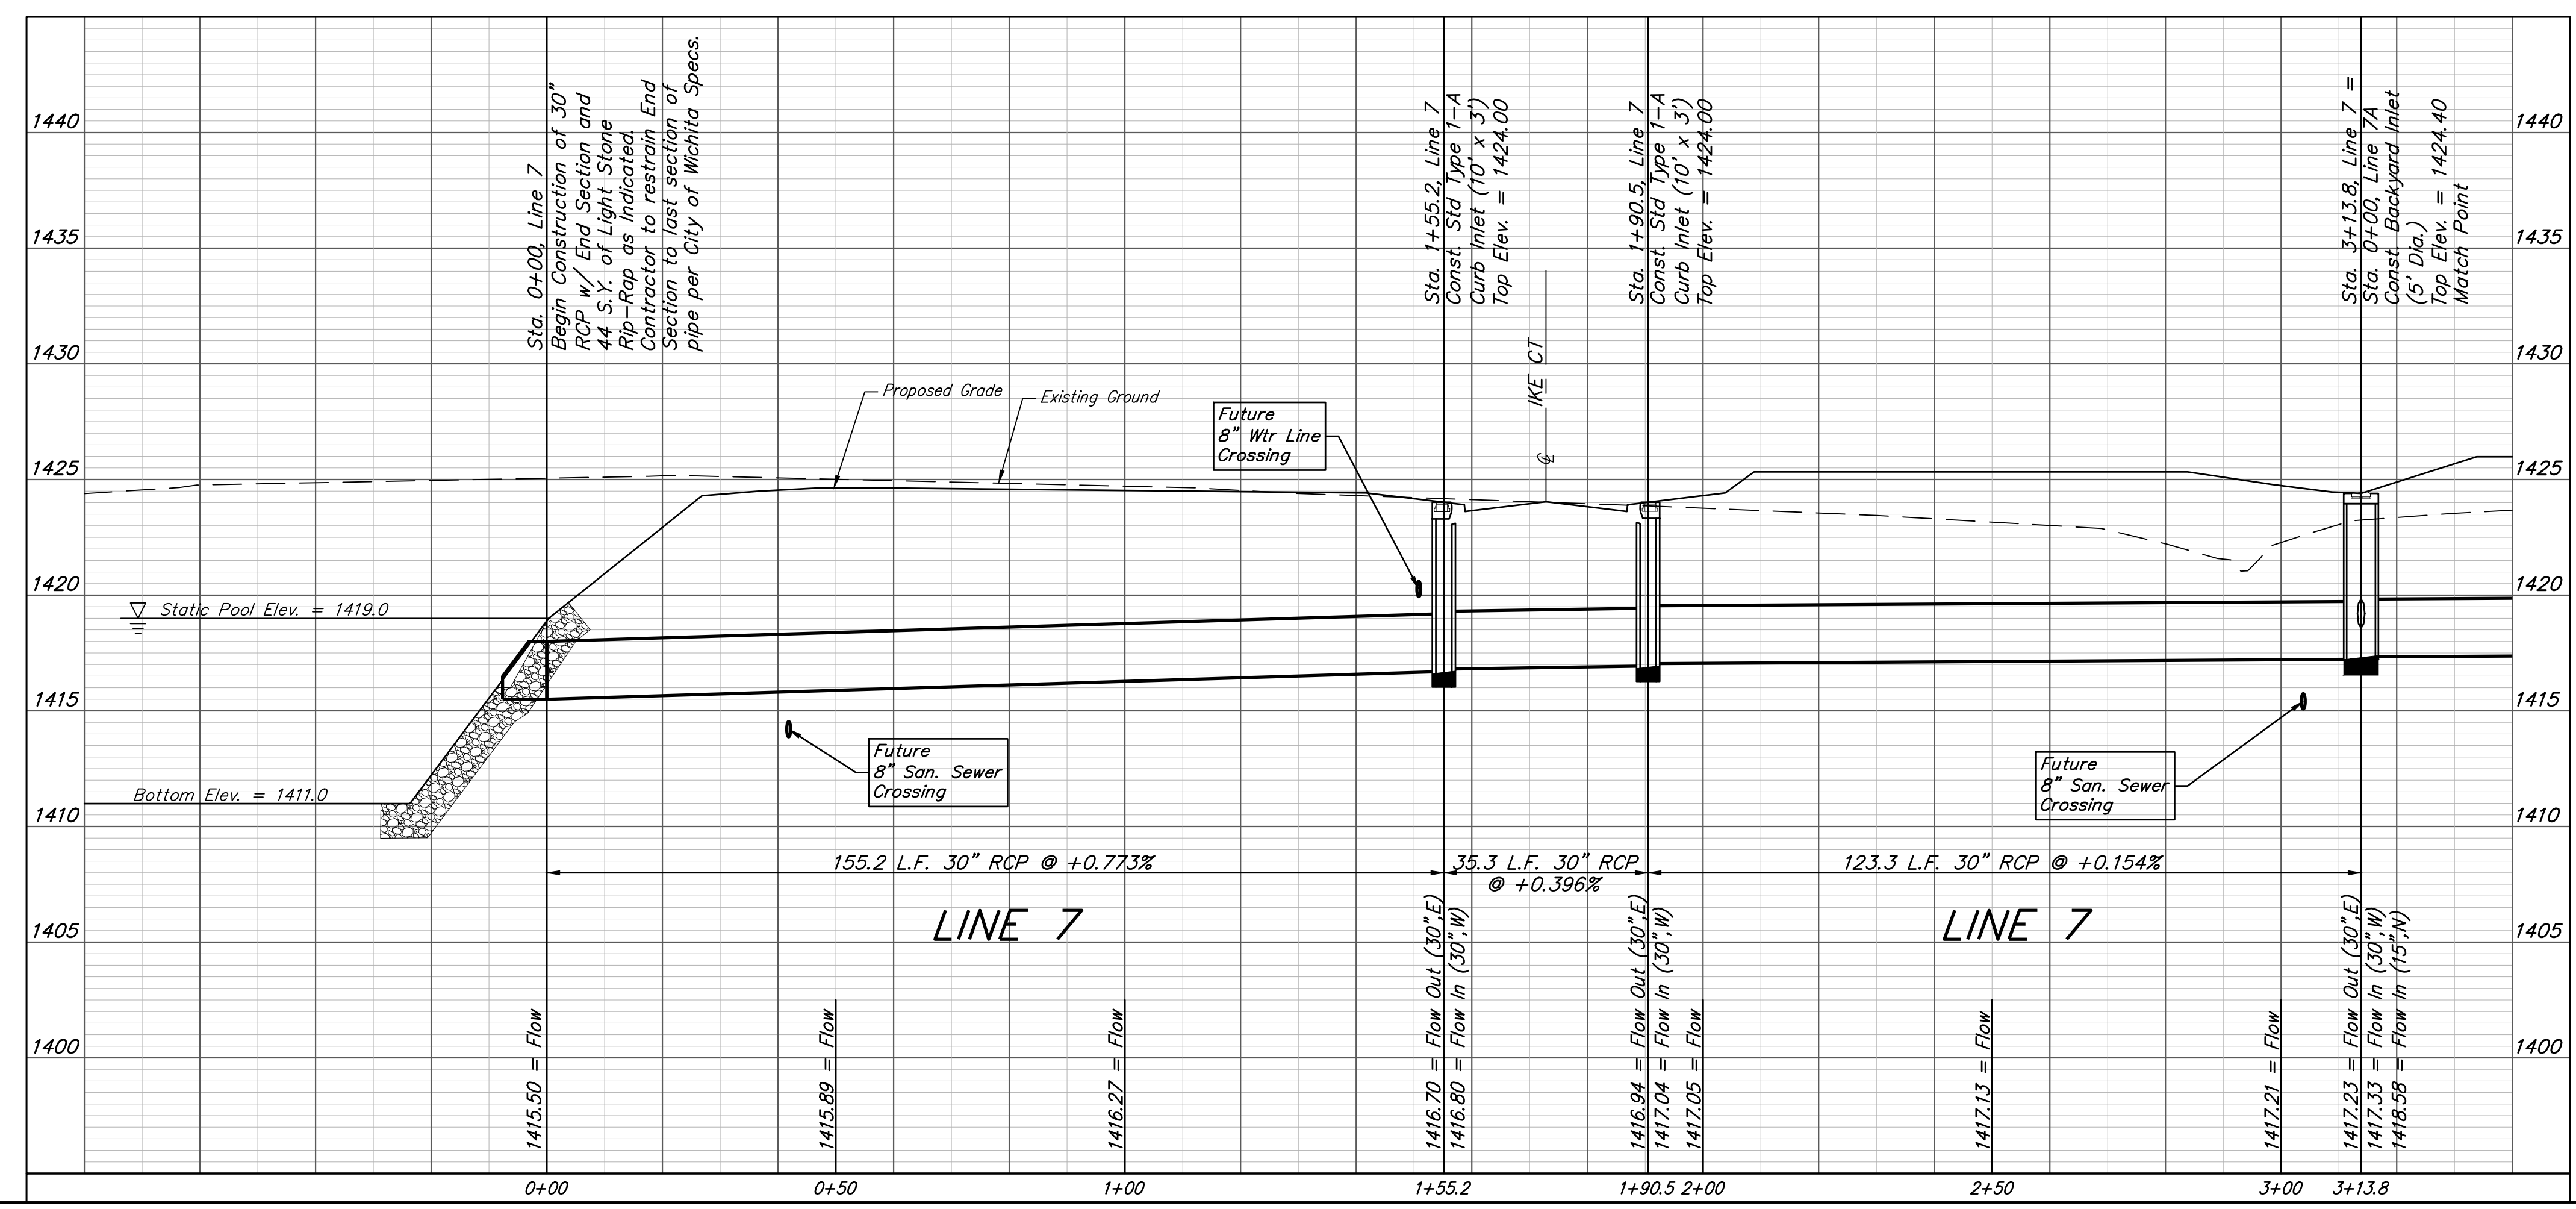 Sta. 0+00, Line 7
Begin Construction of 30"
RCP w/ End Section and
44 S.Y. of Light Stone
Rip-Rap as Indicated.
Contractor to restrain End
Section to last section of
pipe per City of Wichita Specs.
Sta. 1+55.2, Line 7
Const. Std Type 1-A
Curb Inlet (10' x 3')
Top Elev. = 1424.00
Sta. 1+90.5, Line 7
Const. Std Type 1-A
Curb Inlet (10' x 3')
Top Elev. = 1424.00
Sta. 3+13.8, Line 7 =
Sta. 0+00, Line 7A
Const. Backyard Inlet
(5' Dia.)
Top Elev. = 1424.40
Match Point
1440
1435
1430
1425
1420
1415
1410
1405
1400
1440
1435
1430
1425
1420
1415
1410
1405
1400
IKE CT
℄
Proposed Grade
Existing Ground
Future
8" Wtr Line
Crossing
Static Pool Elev. = 1419.0
Bottom Elev. = 1411.0
Future
8" San. Sewer
Crossing
Future
8" San. Sewer
Crossing
155.2 L.F. 30" RCP @ +0.773%
35.3 L.F. 30" RCP
@ +0.396%
123.3 L.F. 30" RCP @ +0.154%
LINE 7
LINE 7
1415.50 = Flow
1415.89 = Flow
1416.27 = Flow
1416.70 = Flow Out (30",E)
1416.80 = Flow In (30",W)
1416.94 = Flow Out (30",E)
1417.04 = Flow In (30",W)
1417.05 = Flow
1417.13 = Flow
1417.21 = Flow
1417.23 = Flow Out (30",E)
1417.33 = Flow In (30",W)
1418.58 = Flow In (15",N)
0+00
0+50
1+00
1+55.2
1+90.5
2+00
2+50
3+00
3+13.8